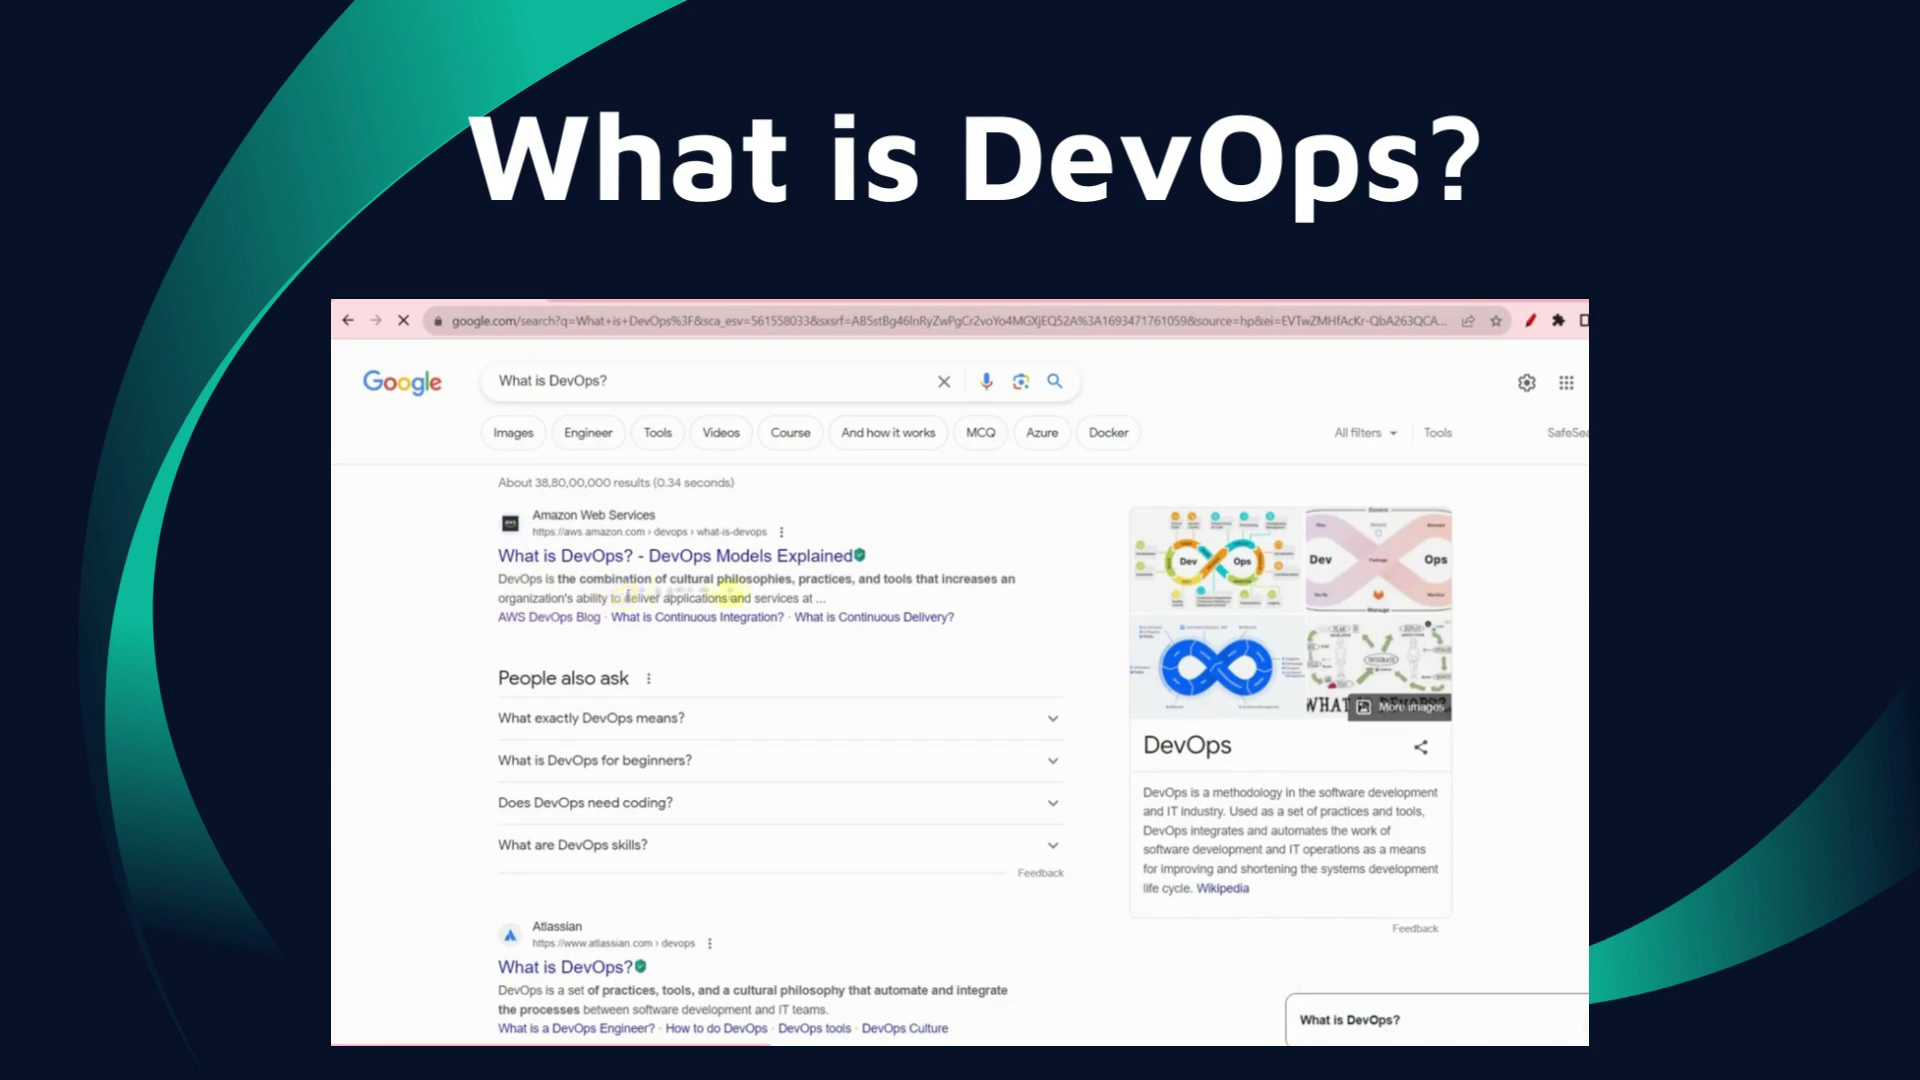 What is DevOps?
google.com/search?q=What+is+DevOps%3F&sca_esv=561558033&sxsrf=AB5stBg46lnRyZwPgCr2voYo4MGXjEQ52A%3A1693471761059&source=hp&ei=EVTwZMHfAcKr-QbA263QCA...
Google
What is DevOps?
Images Engineer Tools Videos Course And how it works MCQ Azure Docker All filters Tools SafeSea
About 38,80,00,000 results (0.34 seconds)
Amazon Web Services
https://aws.amazon.com › devops › what-is-devops
What is DevOps? - DevOps Models Explained
DevOps is the combination of cultural philosophies, practices, and tools that increases an
organization's ability to deliver applications and services at ...
AWS DevOps Blog · What is Continuous Integration? · What is Continuous Delivery?
People also ask
What exactly DevOps means?
What is DevOps for beginners?
Does DevOps need coding?
What are DevOps skills?
Feedback
Atlassian
https://www.atlassian.com › devops
What is DevOps?
DevOps is a set of practices, tools, and a cultural philosophy that automate and integrate
the processes between software development and IT teams.
What is a DevOps Engineer? · How to do DevOps · DevOps tools · DevOps Culture
Dev Ops
Dev Ops
WHAT
More images
DevOps
DevOps is a methodology in the software development
and IT industry. Used as a set of practices and tools,
DevOps integrates and automates the work of
software development and IT operations as a means
for improving and shortening the systems development
life cycle. Wikipedia
Feedback
What is DevOps?